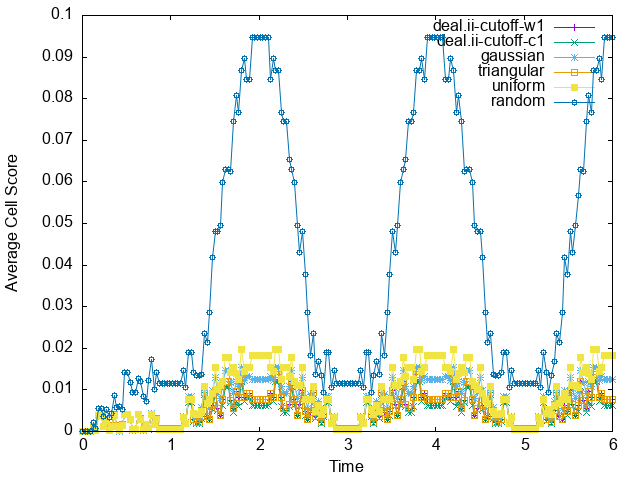 0.1
0.09
0.08
0.07
0.06
0.05
0.04
0.03
0.02
0.01
0
0 1 2 3 4 5 6
Average Cell Score
Time
deal.ii-cutoff-w1
deal.ii-cutoff-c1
gaussian
triangular
uniform
random